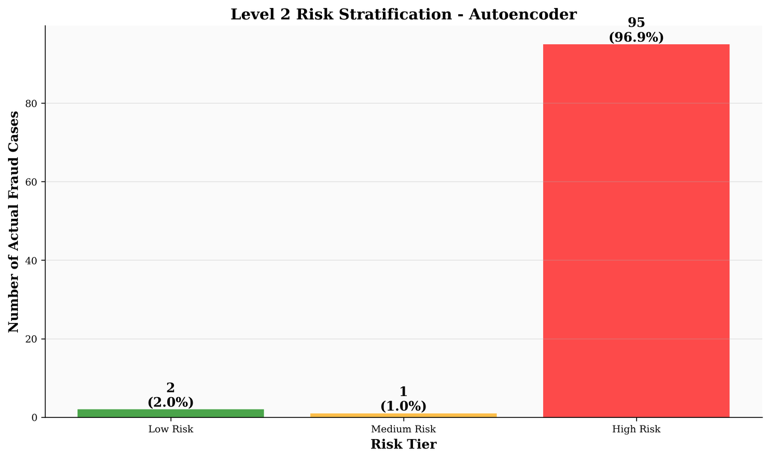 Level 2 Risk Stratification - Autoencoder
95
(96.9%)
Number of Actual Fraud Cases
80
60
40
20
0
2
(2.0%)
1
(1.0%)
Low Risk
Medium Risk
High Risk
Risk Tier